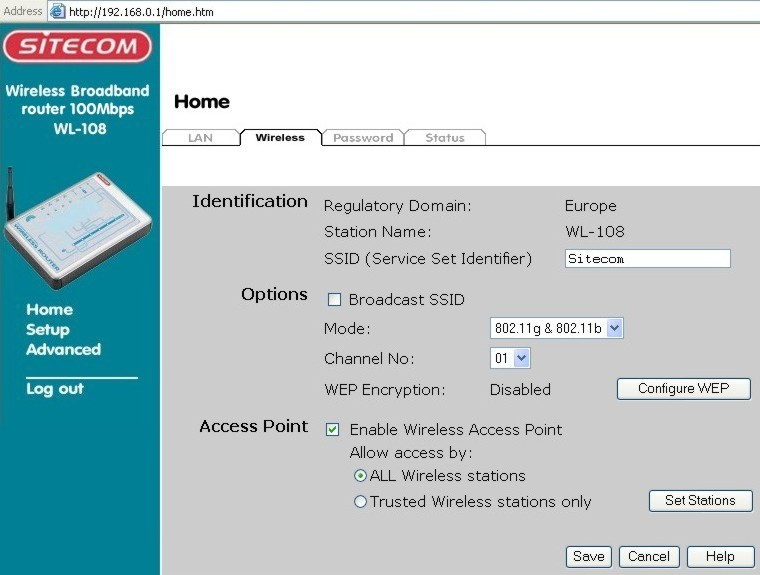 Address http://192.168.0.1/home.htm
SITECOM
Wireless Broadband
router 100Mbps
WL-108
WIRELESS ROUTER
Home
Setup
Advanced
Log out
Home
LAN Wireless Password Status
Identification Regulatory Domain: Europe
Station Name: WL-108
SSID (Service Set Identifier) Sitecom
Options Broadcast SSID
Mode: 802.11g & 802.11b
Channel No: 01
WEP Encryption: Disabled Configure WEP
Access Point Enable Wireless Access Point
Allow access by:
ALL Wireless stations
Trusted Wireless stations only Set Stations
Save Cancel Help